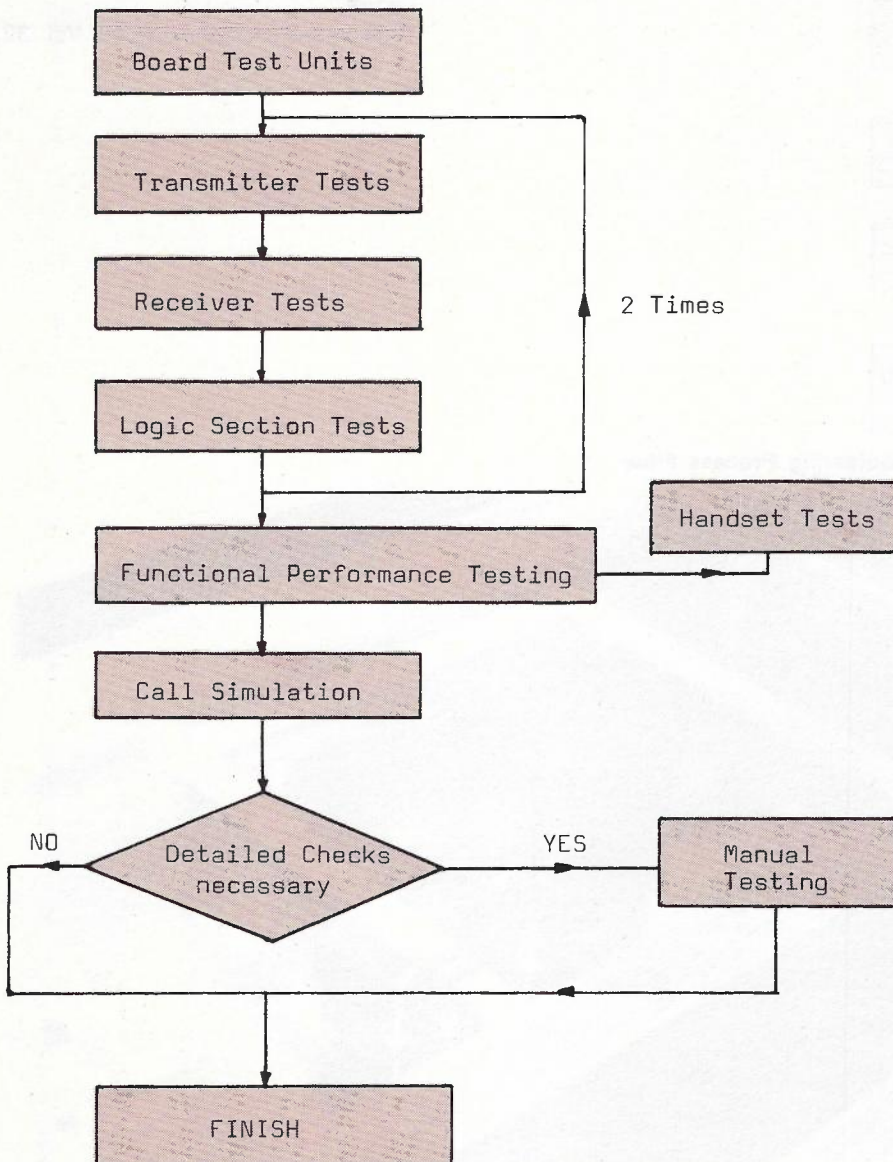 Board Test Units
Transmitter Tests
Receiver Tests
2 Times
Logic Section Tests
Handset Tests
Functional Performance Testing
Call Simulation
NO
Detailed Checks
necessary
YES
Manual
Testing
FINISH